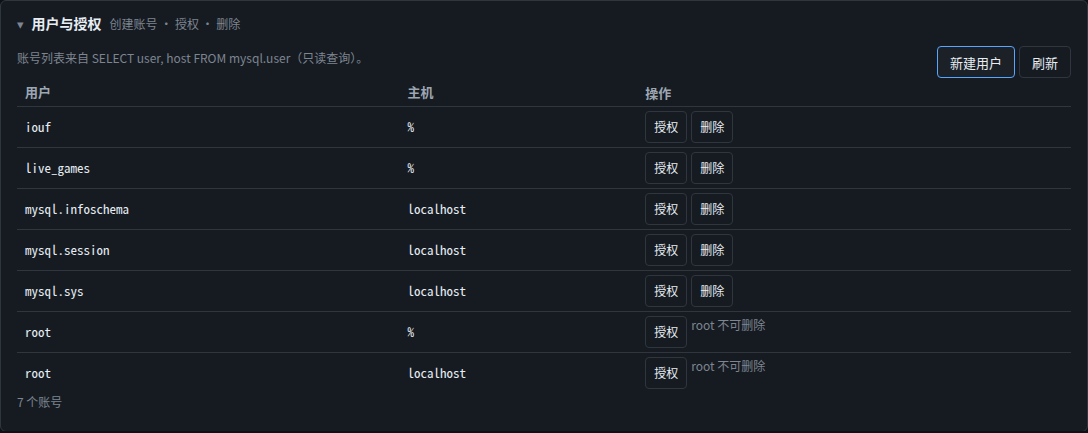 ▾ 用户与授权 创建账号 · 授权 · 删除
账号列表来自 SELECT user, host FROM mysql.user（只读查询）。
新建用户 刷新
用户 主机 操作
iouf % 授权 删除
live_games % 授权 删除
mysql.infoschema localhost 授权 删除
mysql.session localhost 授权 删除
mysql.sys localhost 授权 删除
root % 授权 root 不可删除
root localhost 授权 root 不可删除
7 个账号